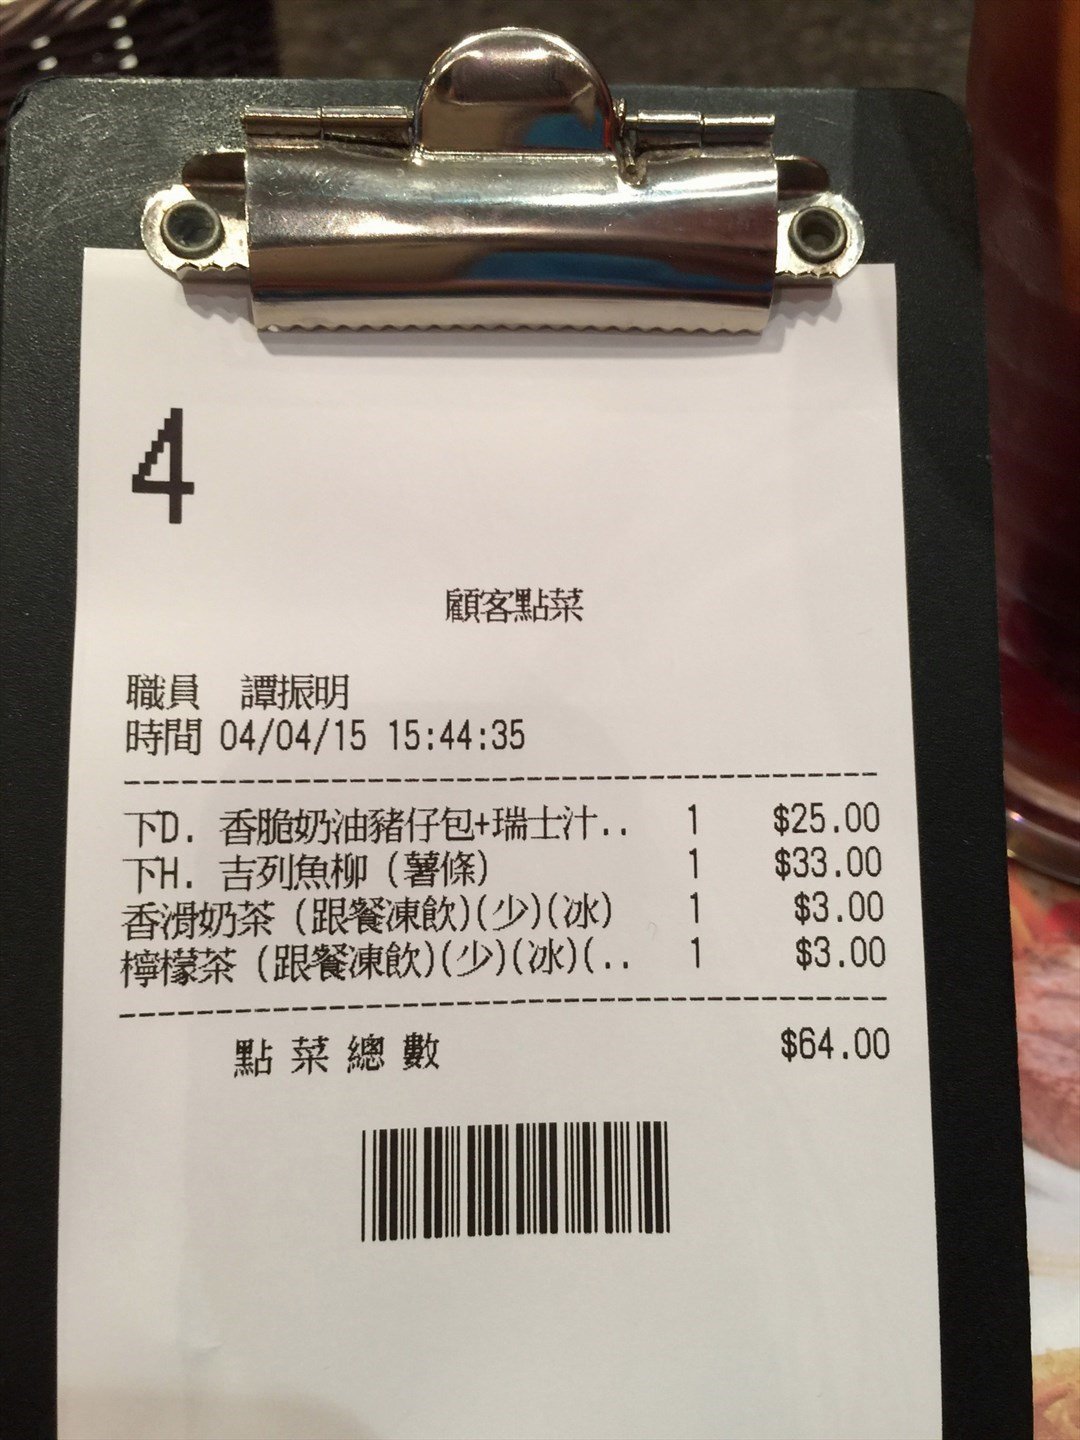 4
顧客點菜
職員 譚振明
時間 04/04/15 15:44:35
下D. 香脆奶油豬仔包+瑞士汁.. 1 $25.00
下H. 吉列魚柳 (薯條) 1 $33.00
香滑奶茶 (跟餐凍飲)(少)(冰) 1 $3.00
檸檬茶 (跟餐凍飲)(少)(冰)(.. 1 $3.00
點菜總數 $64.00